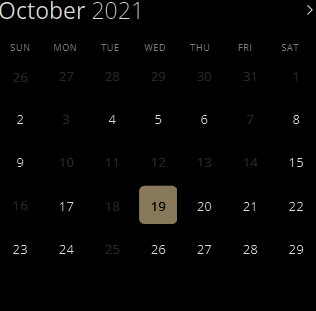 October 2021
SUN MON TUE WED THU FRI SAT
26 27 28 29 30 31 1
2 3 4 5 6 7 8
9 10 11 12 13 14 15
16 17 18 19 20 21 22
23 24 25 26 27 28 29